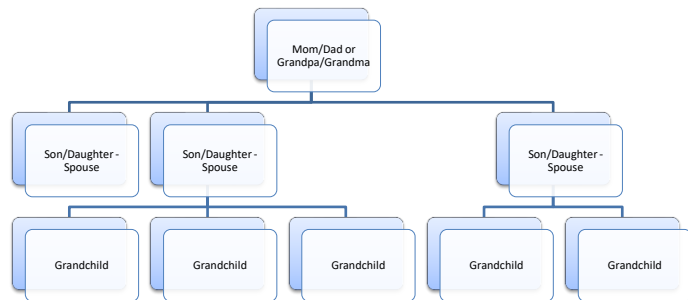 Mom/Dad or
Grandpa/Grandma
Son/Daughter -
Spouse
Son/Daughter -
Spouse
Son/Daughter -
Spouse
Grandchild
Grandchild
Grandchild
Grandchild
Grandchild